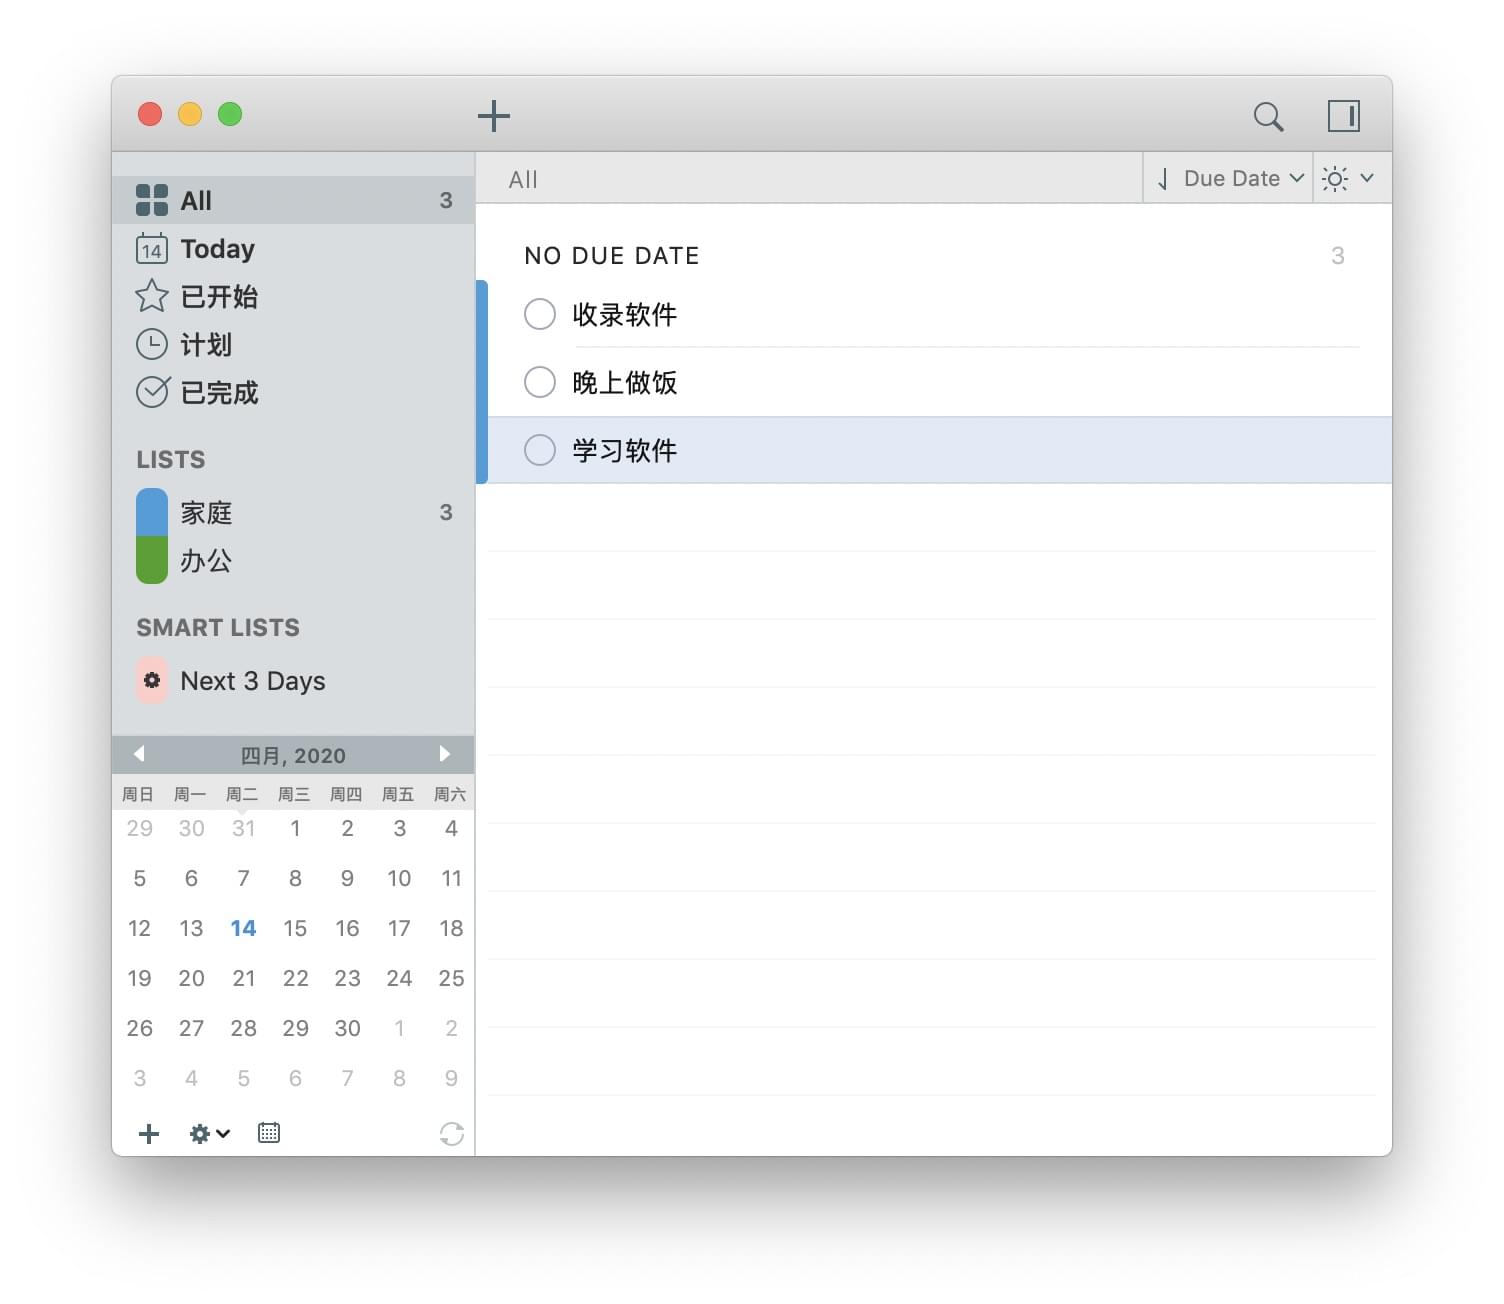 All 3
14 Today
已开始
计划
已完成
LISTS
家庭 3
办公
SMART LISTS
Next 3 Days
四月, 2020
周日 周一 周二 周三 周四 周五 周六
29 30 31 1 2 3 4
5 6 7 8 9 10 11
12 13 14 15 16 17 18
19 20 21 22 23 24 25
26 27 28 29 30 1 2
3 4 5 6 7 8 9
All Due Date
NO DUE DATE 3
收录软件
晚上做饭
学习软件